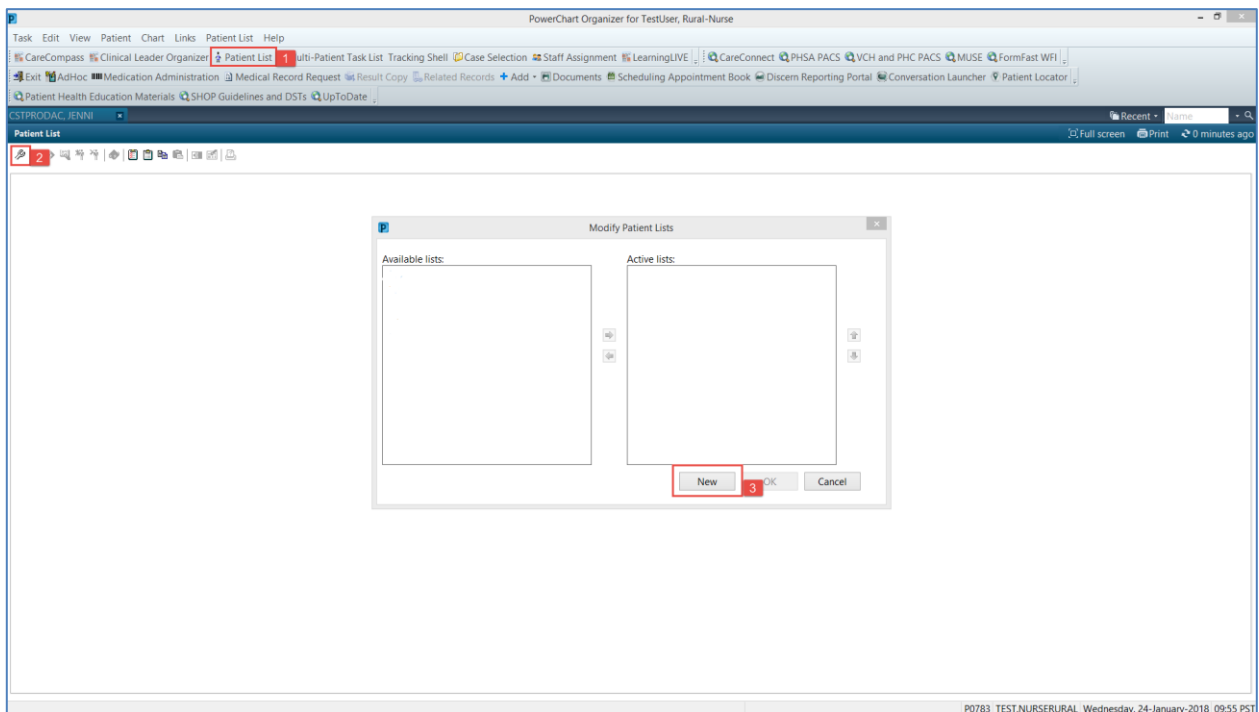 PowerChart Organizer for TestUser, Rural-Nurse
Task Edit View Patient Chart Links Patient List Help
CareCompass Clinical Leader Organizer Patient List 1 ulti-Patient Task List Tracking Shell Case Selection Staff Assignment LearningLIVE CareConnect PHSA PACS VCH and PHC PACS MUSE FormFast WFI
Exit AdHoc Medication Administration Medical Record Request Result Copy Related Records + Add Documents Scheduling Appointment Book Discern Reporting Portal Conversation Launcher Patient Locator
Patient Health Education Materials SHOP Guidelines and DSTs UpToDate
CSTPRODAC, JENNI Recent Name
Patient List Full screen Print 0 minutes ago
2
Modify Patient Lists
Available lists: Active lists:
New 3 OK Cancel
P0783 TEST.NURSERURAL Wednesday, 24-January-2018 09:55 PST